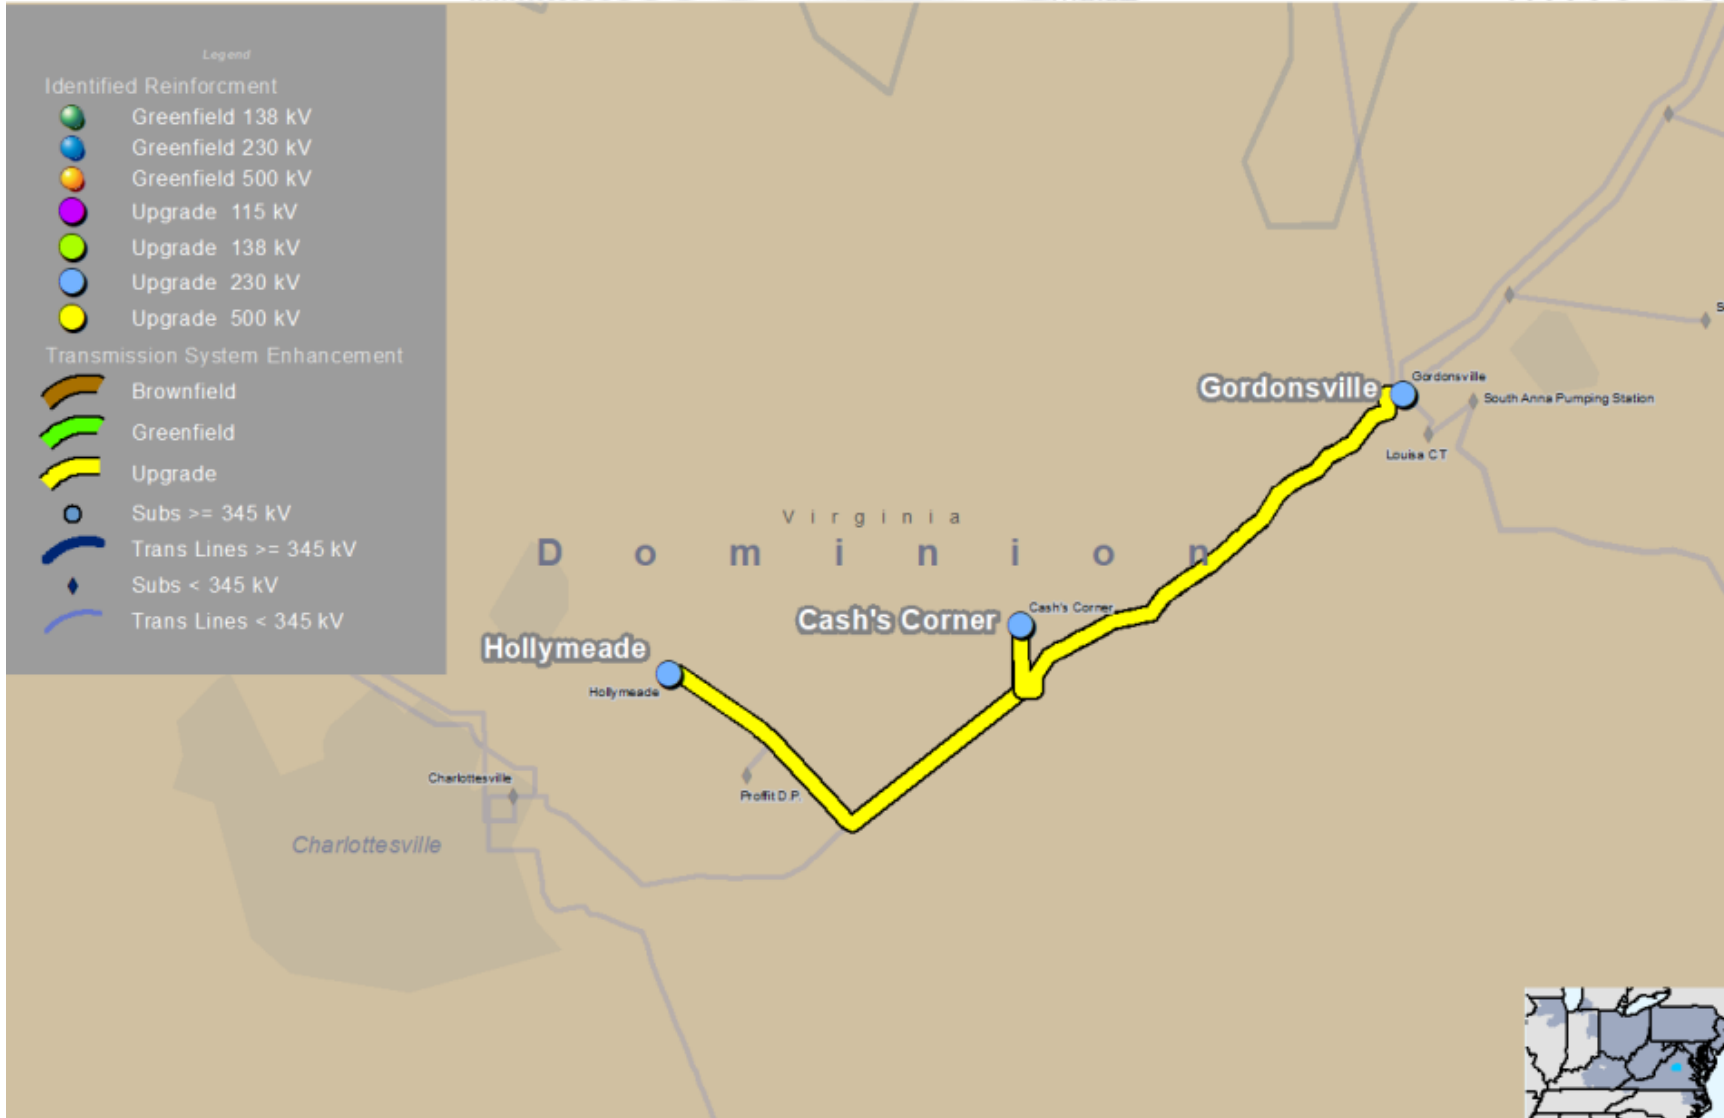 Legend
Identified Reinforcment
Greenfield 138 kV
Greenfield 230 kV
Greenfield 500 kV
Upgrade 115 kV
Upgrade 138 kV
Upgrade 230 kV
Upgrade 500 kV
Transmission System Enhancement
Brownfield
Greenfield
Upgrade
Subs >= 345 kV
Trans Lines >= 345 kV
Subs < 345 kV
Trans Lines < 345 kV
Gordonsville
Gordonsville
South Anna Pumping Station
Louisa CT
Virginia
Dominion
Cash's Corner
Cash's Corner
Hollymeade
Hollymeade
Charlottesville
Proffit D.P.
Charlottesville